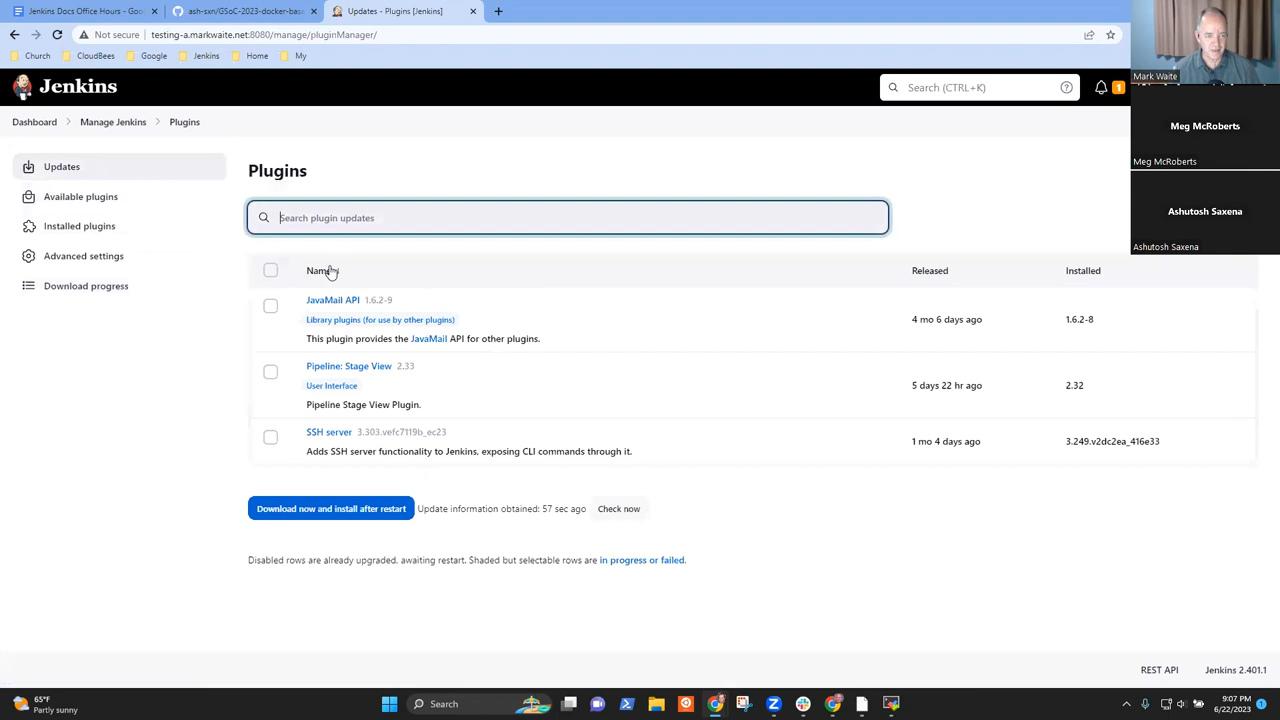 Jenkins Docs Office Hours - Goo
ash-sxn/GSoC-2023-docker-base
Updates - Plugins [Jenkins]
Not secure
testing-a.markwaite.net:8080/manage/pluginManager/
Church
CloudBees
Google
Jenkins
Home
My
Mark Waite
Jenkins
Search (CTRL+K)
1
Meg McRoberts
Meg McRoberts
Dashboard
Manage Jenkins
Plugins
Updates
Available plugins
Installed plugins
Advanced settings
Download progress
Ashutosh Saxena
Ashutosh Saxena
Plugins
Search plugin updates
Released
Installed
JavaMail API 1.6.2-9
Library plugins (for use by other plugins)
This plugin provides the JavaMail API for other plugins.
4 mo 6 days ago
1.6.2-8
Pipeline: Stage View 2.33
User Interface
Pipeline Stage View Plugin.
5 days 22 hr ago
2.32
SSH server 3.303.vefc7119b_ec23
Adds SSH server functionality to Jenkins, exposing CLI commands through it.
1 mo 4 days ago
3.249.v2dc2ea_416e33
Download now and install after restart
Update information obtained: 57 sec ago
Check now
Disabled rows are already upgraded, awaiting restart. Shaded but selectable rows are in progress or failed.
REST API
Jenkins 2.401.1
65°F
Partly sunny
Search
9:07 PM
6/22/2023